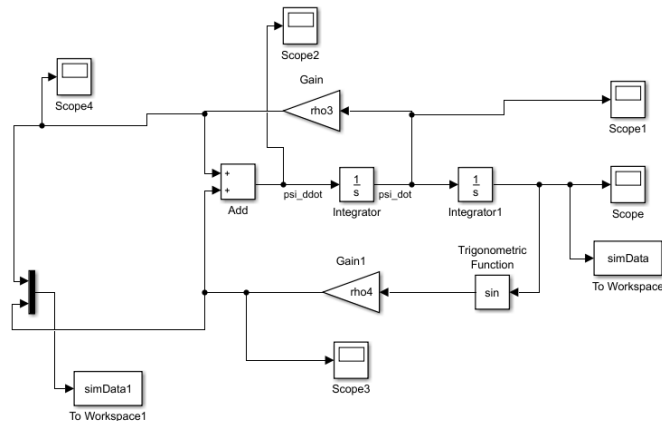 Scope2
Scope4
Gain
rho3
Scope1
+
+
Add
psi_ddot
1
s
Integrator
psi_dot
1
s
Integrator1
Scope
simData
To Workspace
Trigonometric
Function
sin
Gain1
rho4
Scope3
simData1
To Workspace1